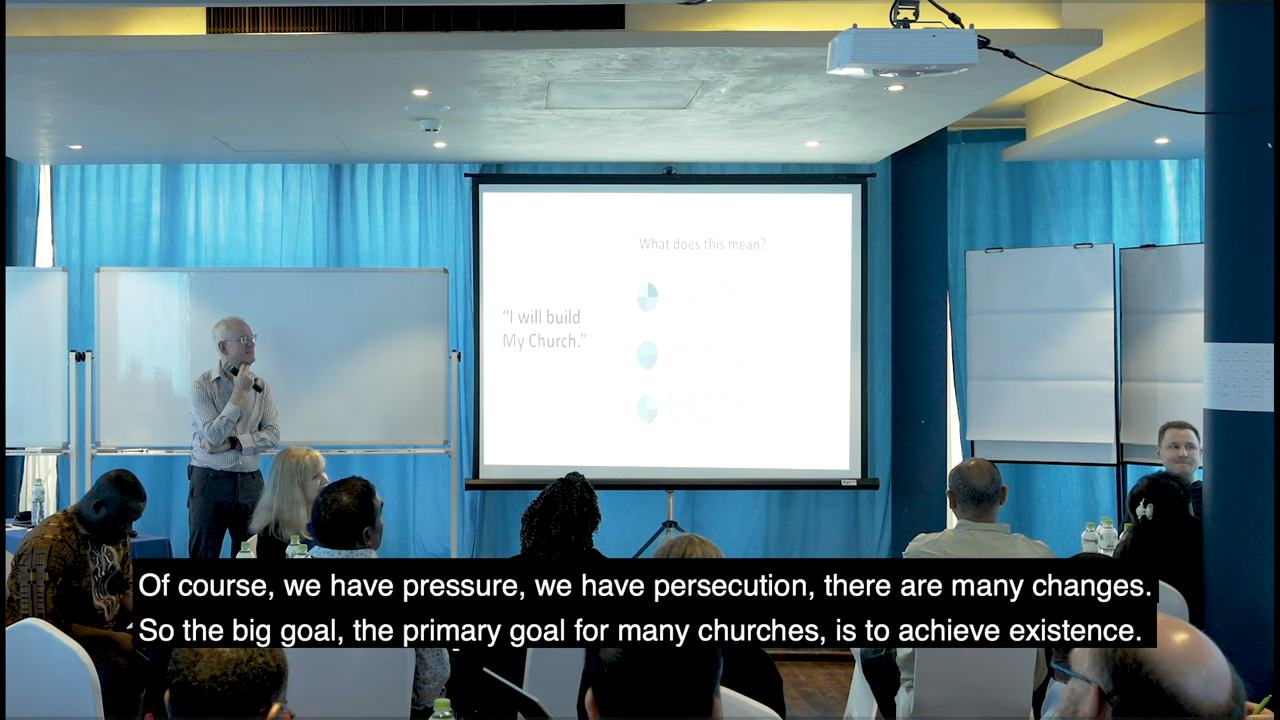 What does this mean?
“I will build
My Church.”
Of course, we have pressure, we have persecution, there are many changes.
So the big goal, the primary goal for many churches, is to achieve existence.